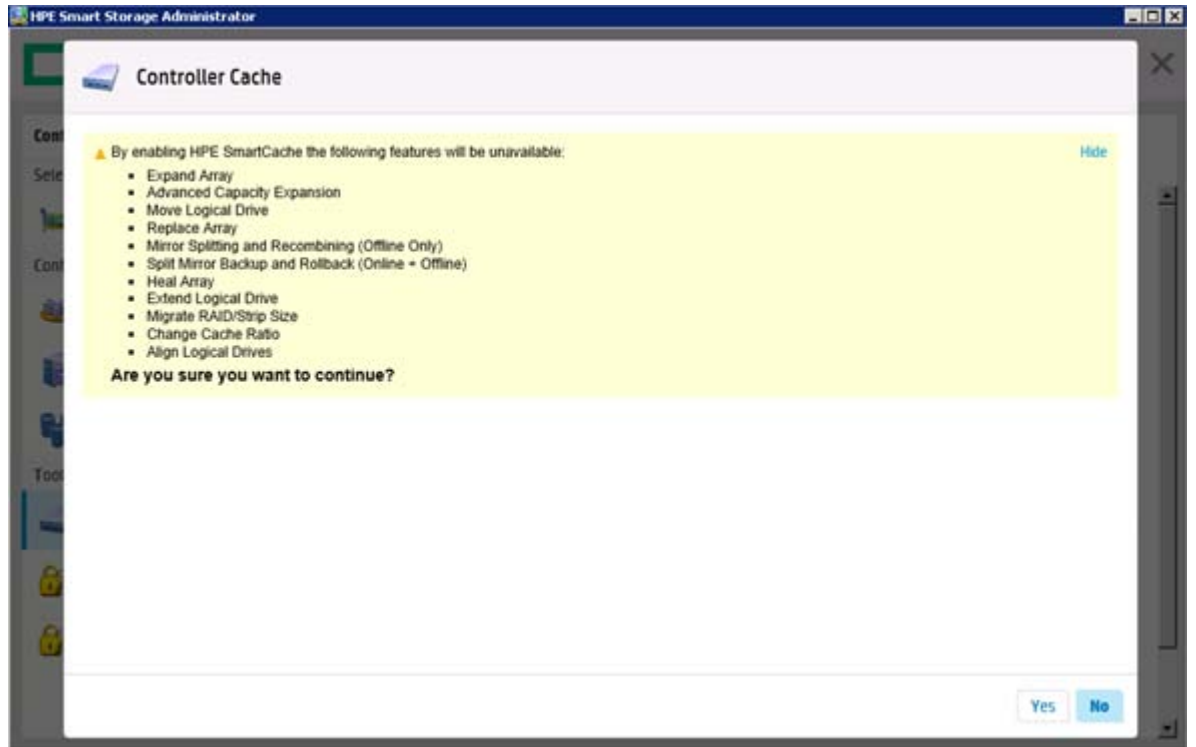 HPE Smart Storage Administrator
Controller Cache
By enabling HPE SmartCache the following features will be unavailable:
Hide
Expand Array
Advanced Capacity Expansion
Move Logical Drive
Replace Array
Mirror Splitting and Recombining (Offline Only)
Split Mirror Backup and Rollback (Online + Offline)
Heal Array
Extend Logical Drive
Migrate RAID/Strip Size
Change Cache Ratio
Align Logical Drives
Are you sure you want to continue?
Yes No